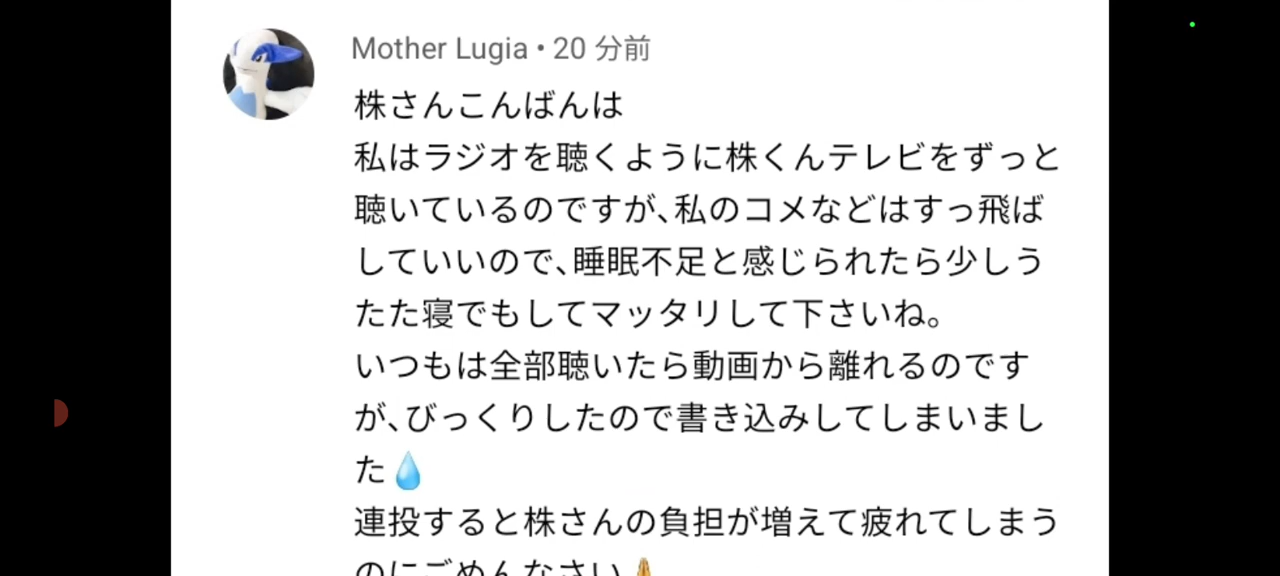 Mother Lugia • 20 分前
株さんこんばんは
私はラジオを聴くように株くんテレビをずっと
聴いているのですが、私のコメなどはすっ飛ば
していいので、睡眠不足と感じられたら少しう
たた寝でもしてマッタリして下さいね。
いつもは全部聴いたら動画から離れるのです
が、びっくりしたので書き込みしてしまいまし
た💧
連投すると株さんの負担が増えて疲れてしまう
のにごめんなさい🙏